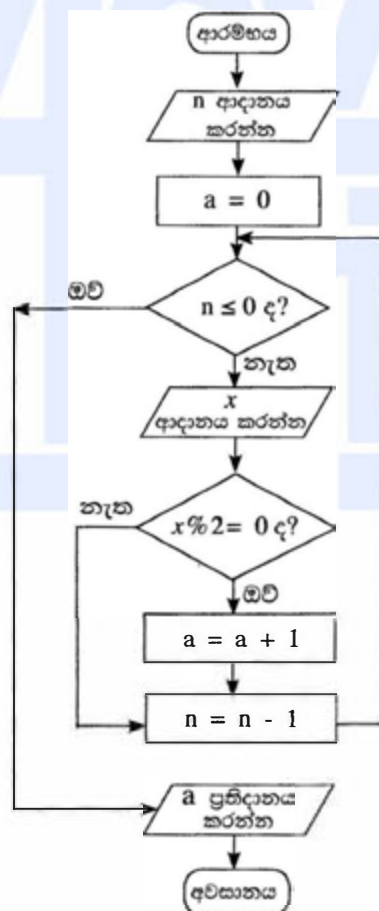 ආරම්භය
n ආදානය
කරන්න
a = 0
ඔව්
n ≤ 0 ද?
නැත
x
ආදානය කරන්න
නැත
x%2= 0 ද?
ඔව්
a = a + 1
n = n - 1
a ප්‍රතිදානය
කරන්න
අවසානය